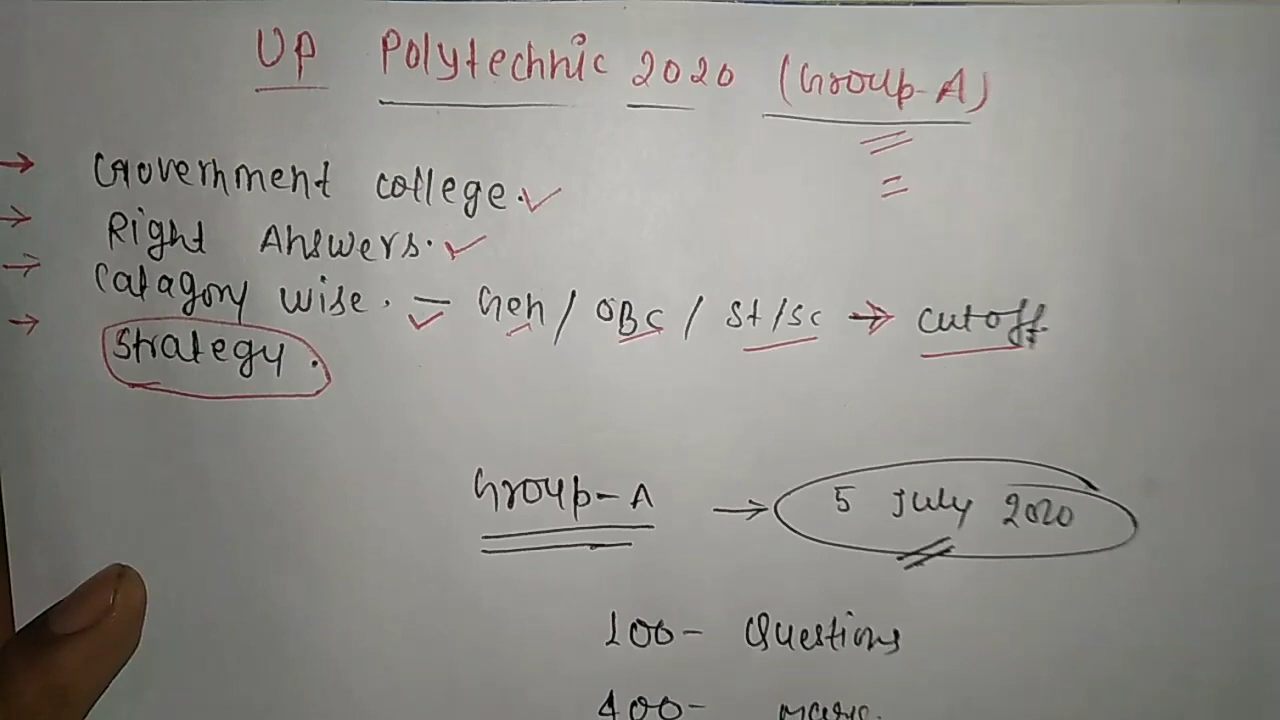 UP Polytechnic 2020 (Group-A)
→ Government college.
→ Right Answers.
→ Catagory wise. - Gen / OBC / St/Sc → cutoff
→ Strategy.
Group-A → 5 July 2020
100- Questions
400-